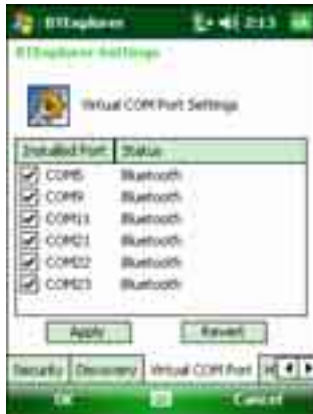 BTExplorer 2:13 ok
BTExplorer Settings
Virtual COM Port Settings
Installed Port Status
COM5 Bluetooth
COM9 Bluetooth
COM11 Bluetooth
COM21 Bluetooth
COM22 Bluetooth
COM23 Bluetooth
Apply Revert
Security Discovery Virtual COM Port
OK Cancel